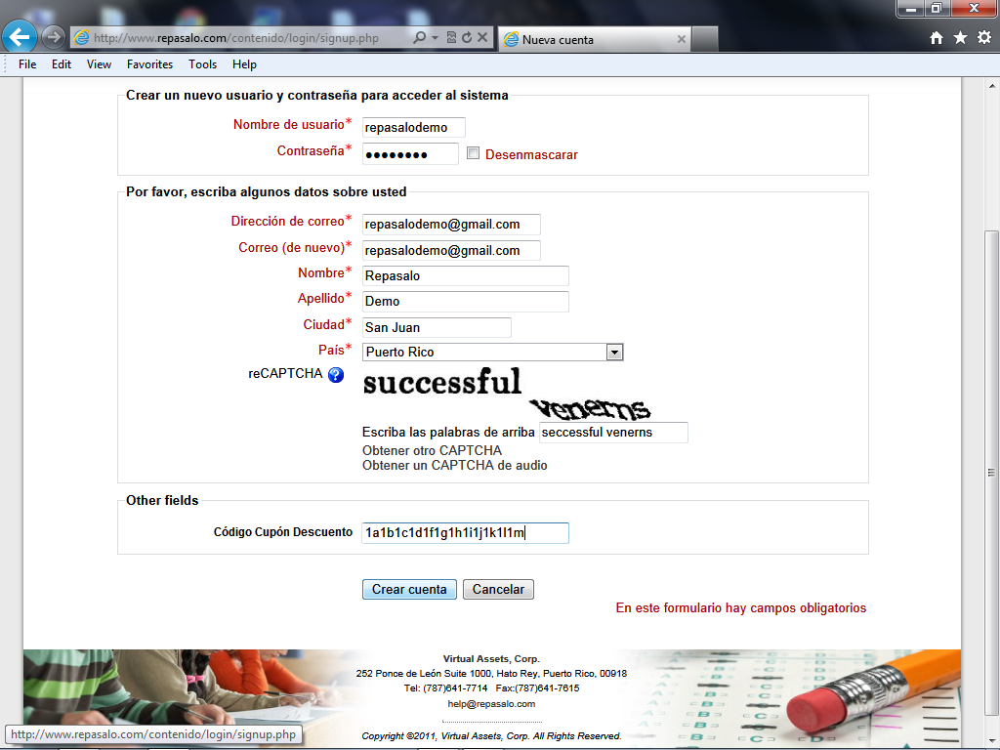 http://www.repasalo.com/contenido/login/signup.php
Nueva cuenta
File Edit View Favorites Tools Help
Crear un nuevo usuario y contraseña para acceder al sistema
Nombre de usuario* repasalodemo
Contraseña* ●●●●●●●● Desenmascarar
Por favor, escriba algunos datos sobre usted
Dirección de correo* repasalodemo@gmail.com
Correo (de nuevo)* repasalodemo@gmail.com
Nombre* Repasalo
Apellido* Demo
Ciudad* San Juan
País* Puerto Rico
reCAPTCHA ? successful
venerns
Escriba las palabras de arriba seccessful venerns
Obtener otro CAPTCHA
Obtener un CAPTCHA de audio
Other fields
Código Cupón Descuento 1a1b1c1d1f1g1h1i1j1k1l1m
Crear cuenta Cancelar
En este formulario hay campos obligatorios
Virtual Assets, Corp.
252 Ponce de León Suite 1000, Hato Rey, Puerto Rico, 00918
Tel: (787)641-7714 Fax:(787)641-7615
help@repasalo.com
Copyright ©2011, Virtual Assets, Corp. All Rights Reserved.
http://www.repasalo.com/contenido/login/signup.php